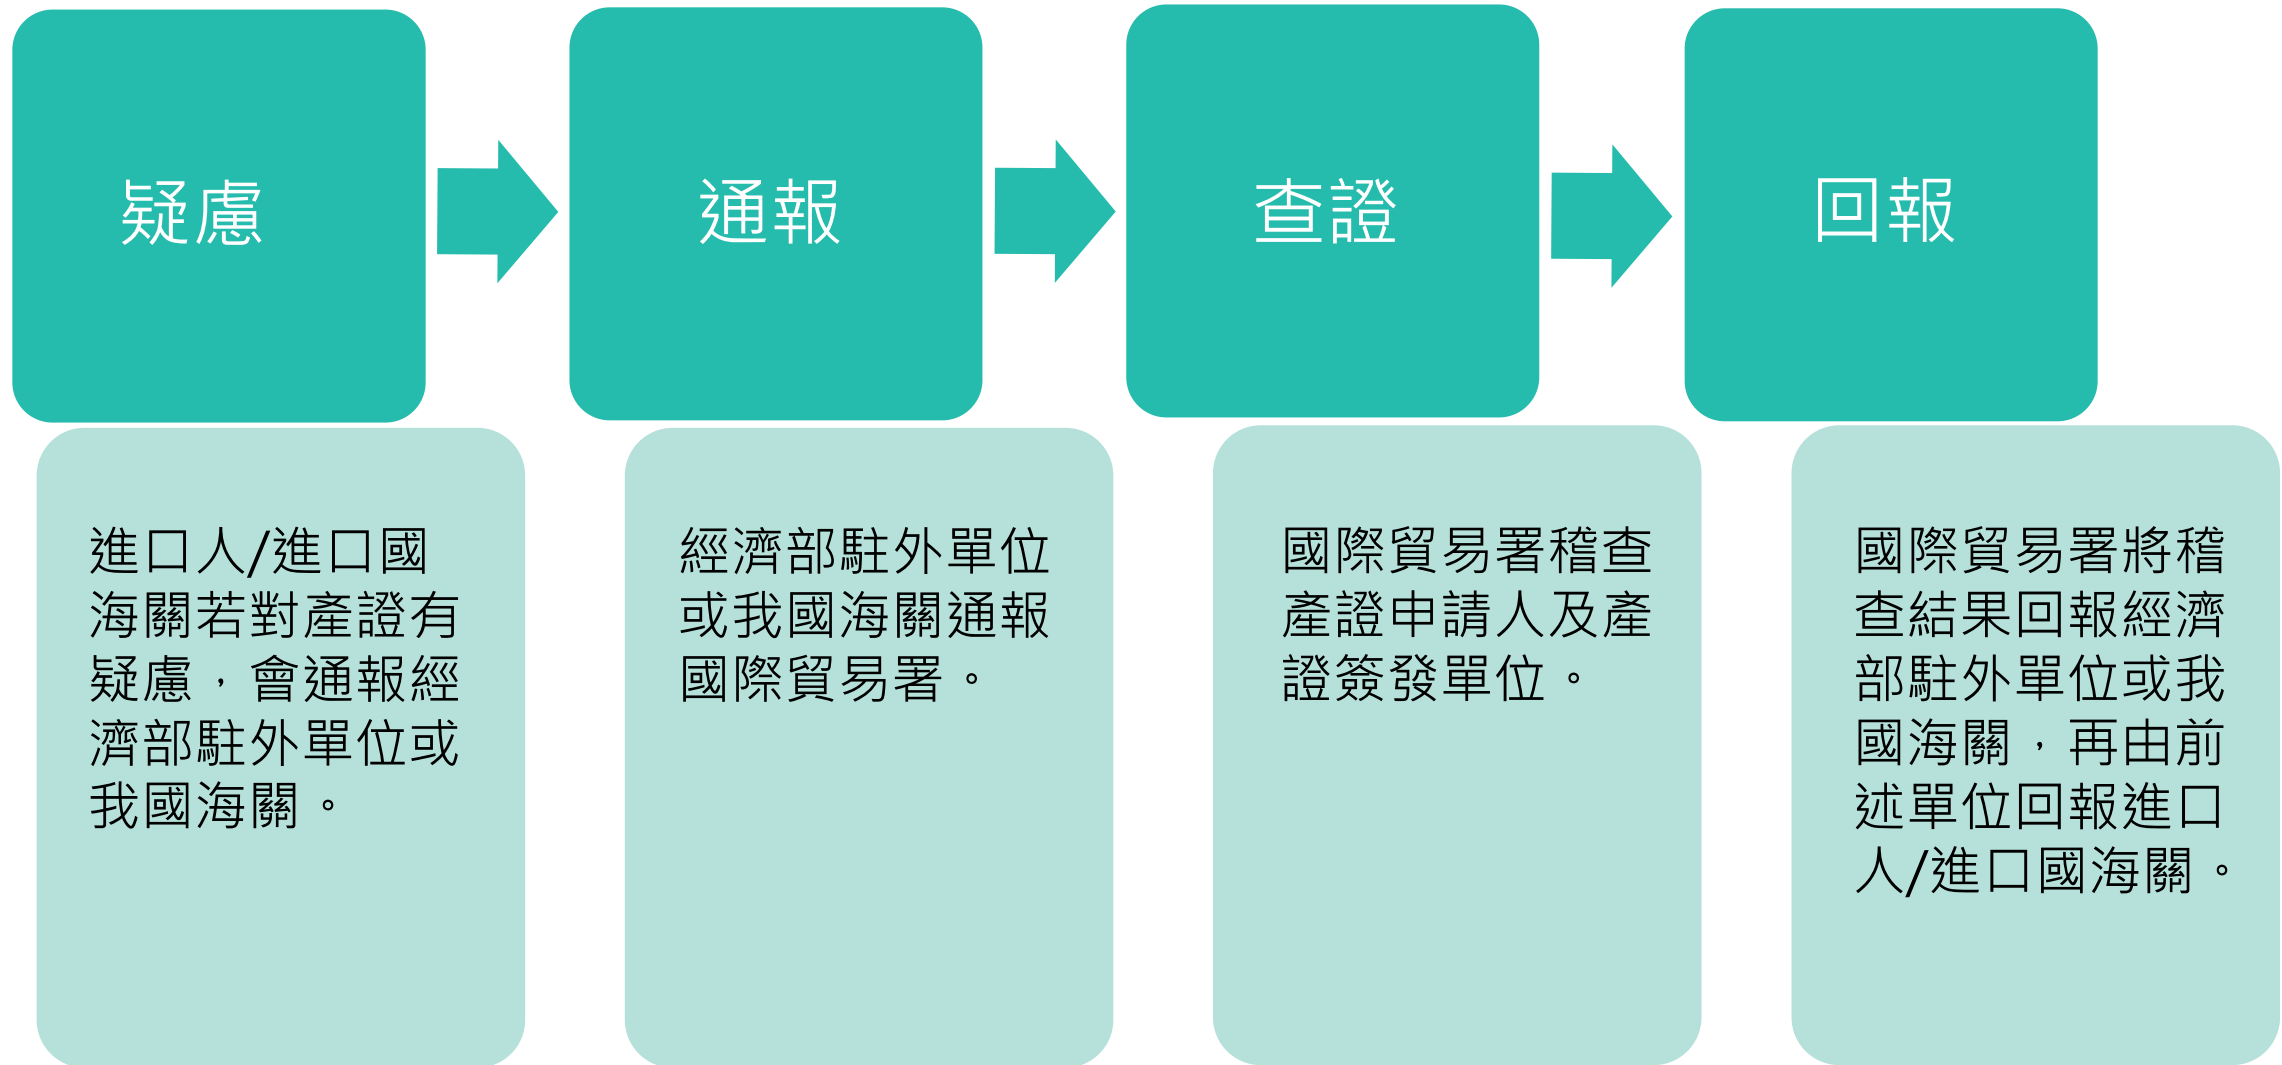 疑慮
通報
查證
回報
進口人/進口國
海關若對產證有
疑慮，會通報經
濟部駐外單位或
我國海關。
經濟部駐外單位
或我國海關通報
國際貿易署。
國際貿易署稽查
產證申請人及產
證簽發單位。
國際貿易署將稽
查結果回報經濟
部駐外單位或我
國海關，再由前
述單位回報進口
人/進口國海關。